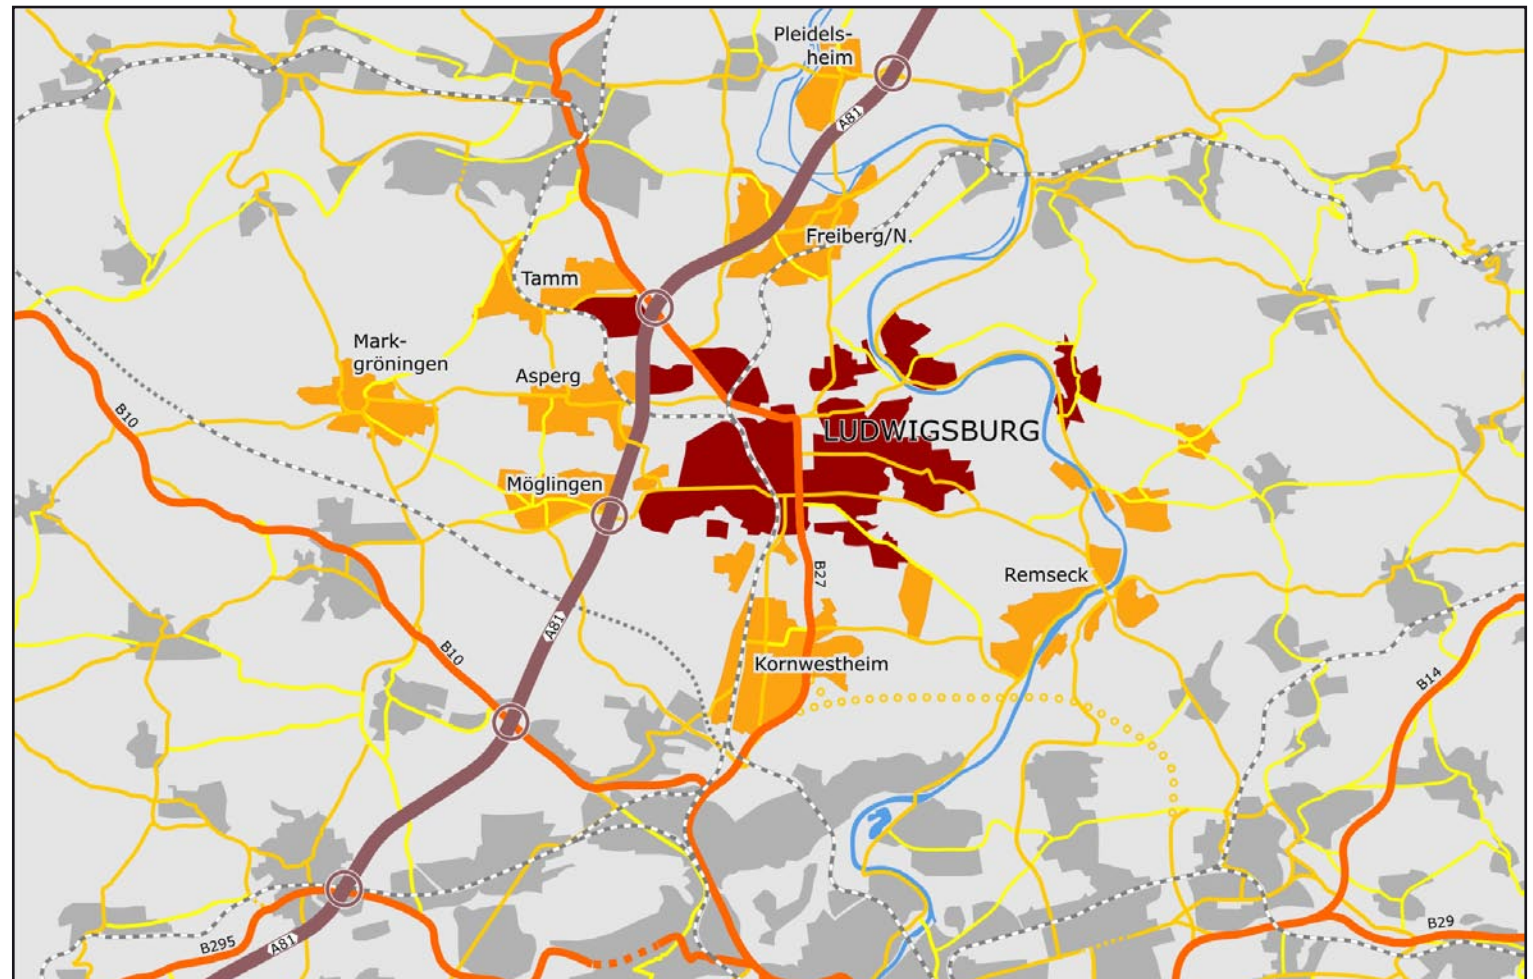 Pleidels-
heim
A81
Freiberg/N.
Tamm
Mark-
gröningen
Asperg
B10
LUDWIGSBURG
Möglingen
B27
Remseck
A81
B10
Kornwestheim
B14
B295
A81
B29